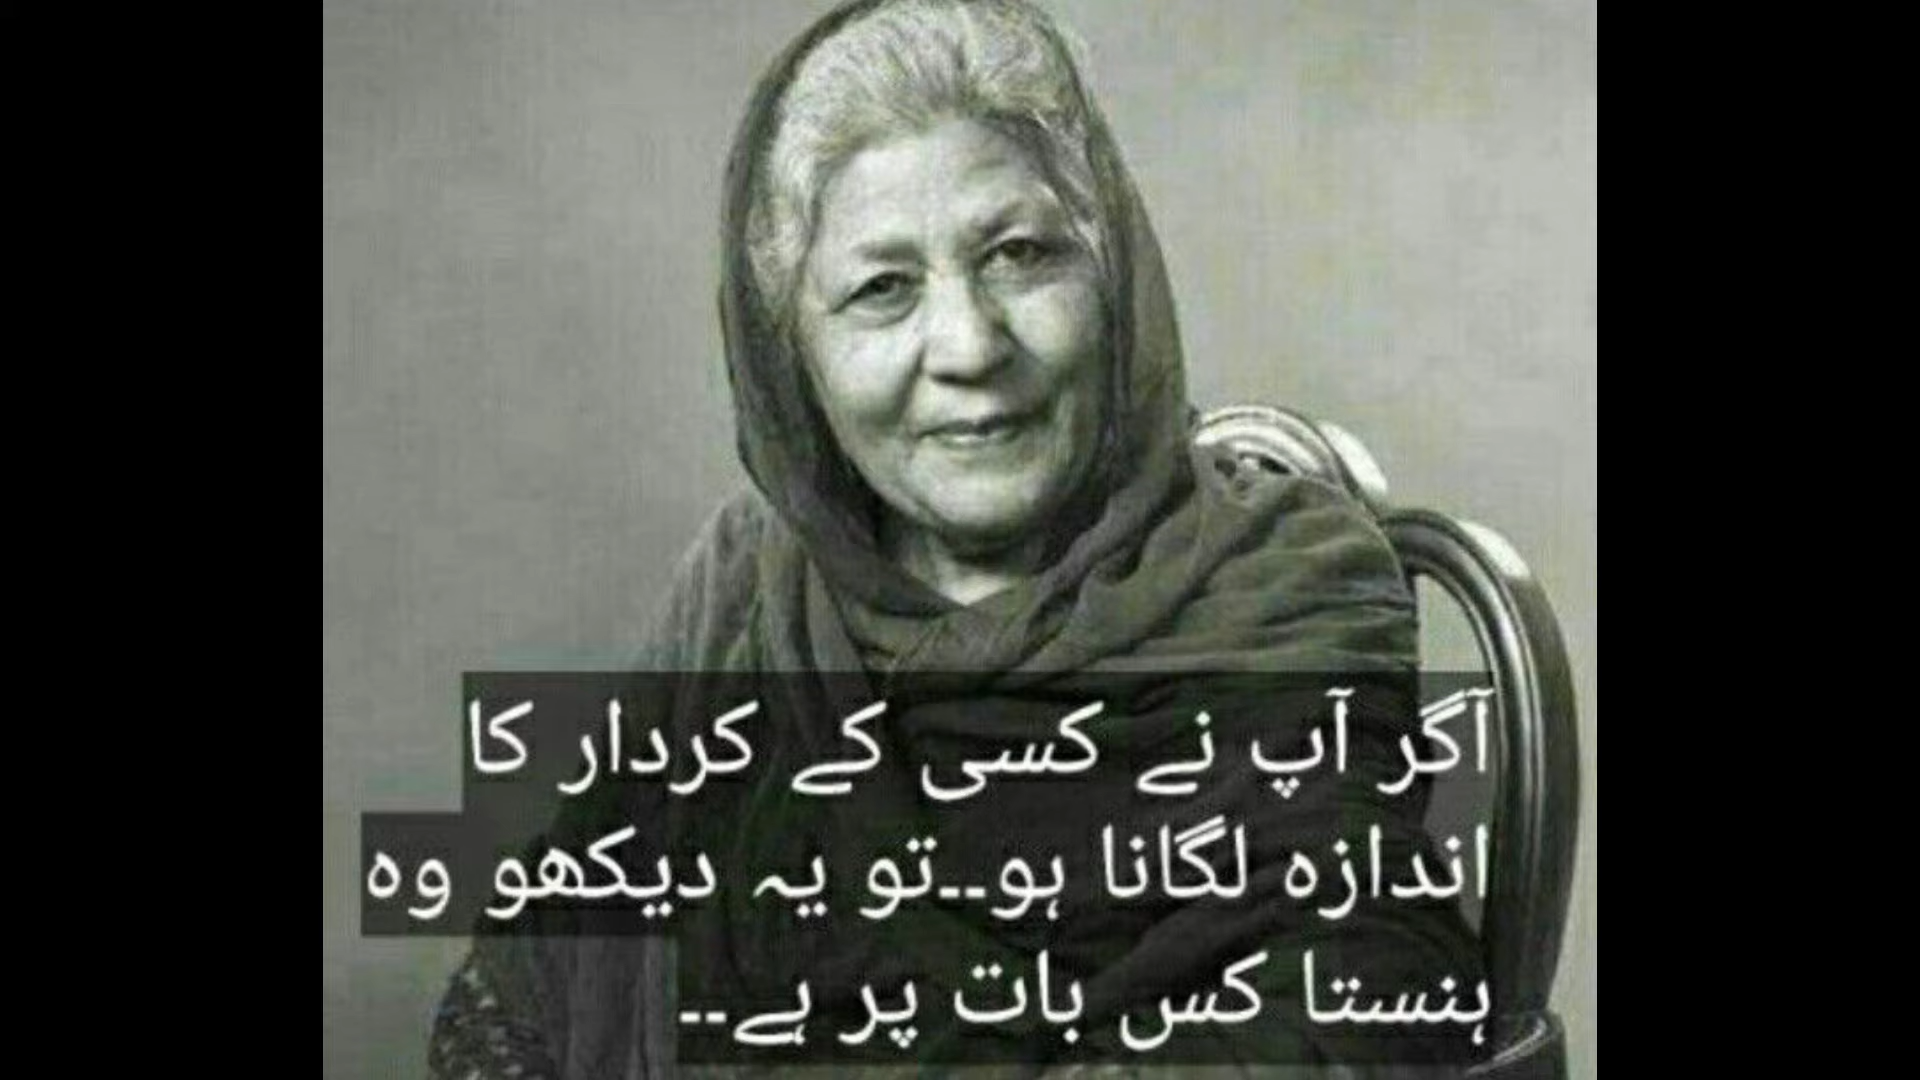 آگر آپ نے کسی کے کردار کا
اندازہ لگانا ہو--تو یہ دیکھو وہ
ہنستا کس بات پر ہے--